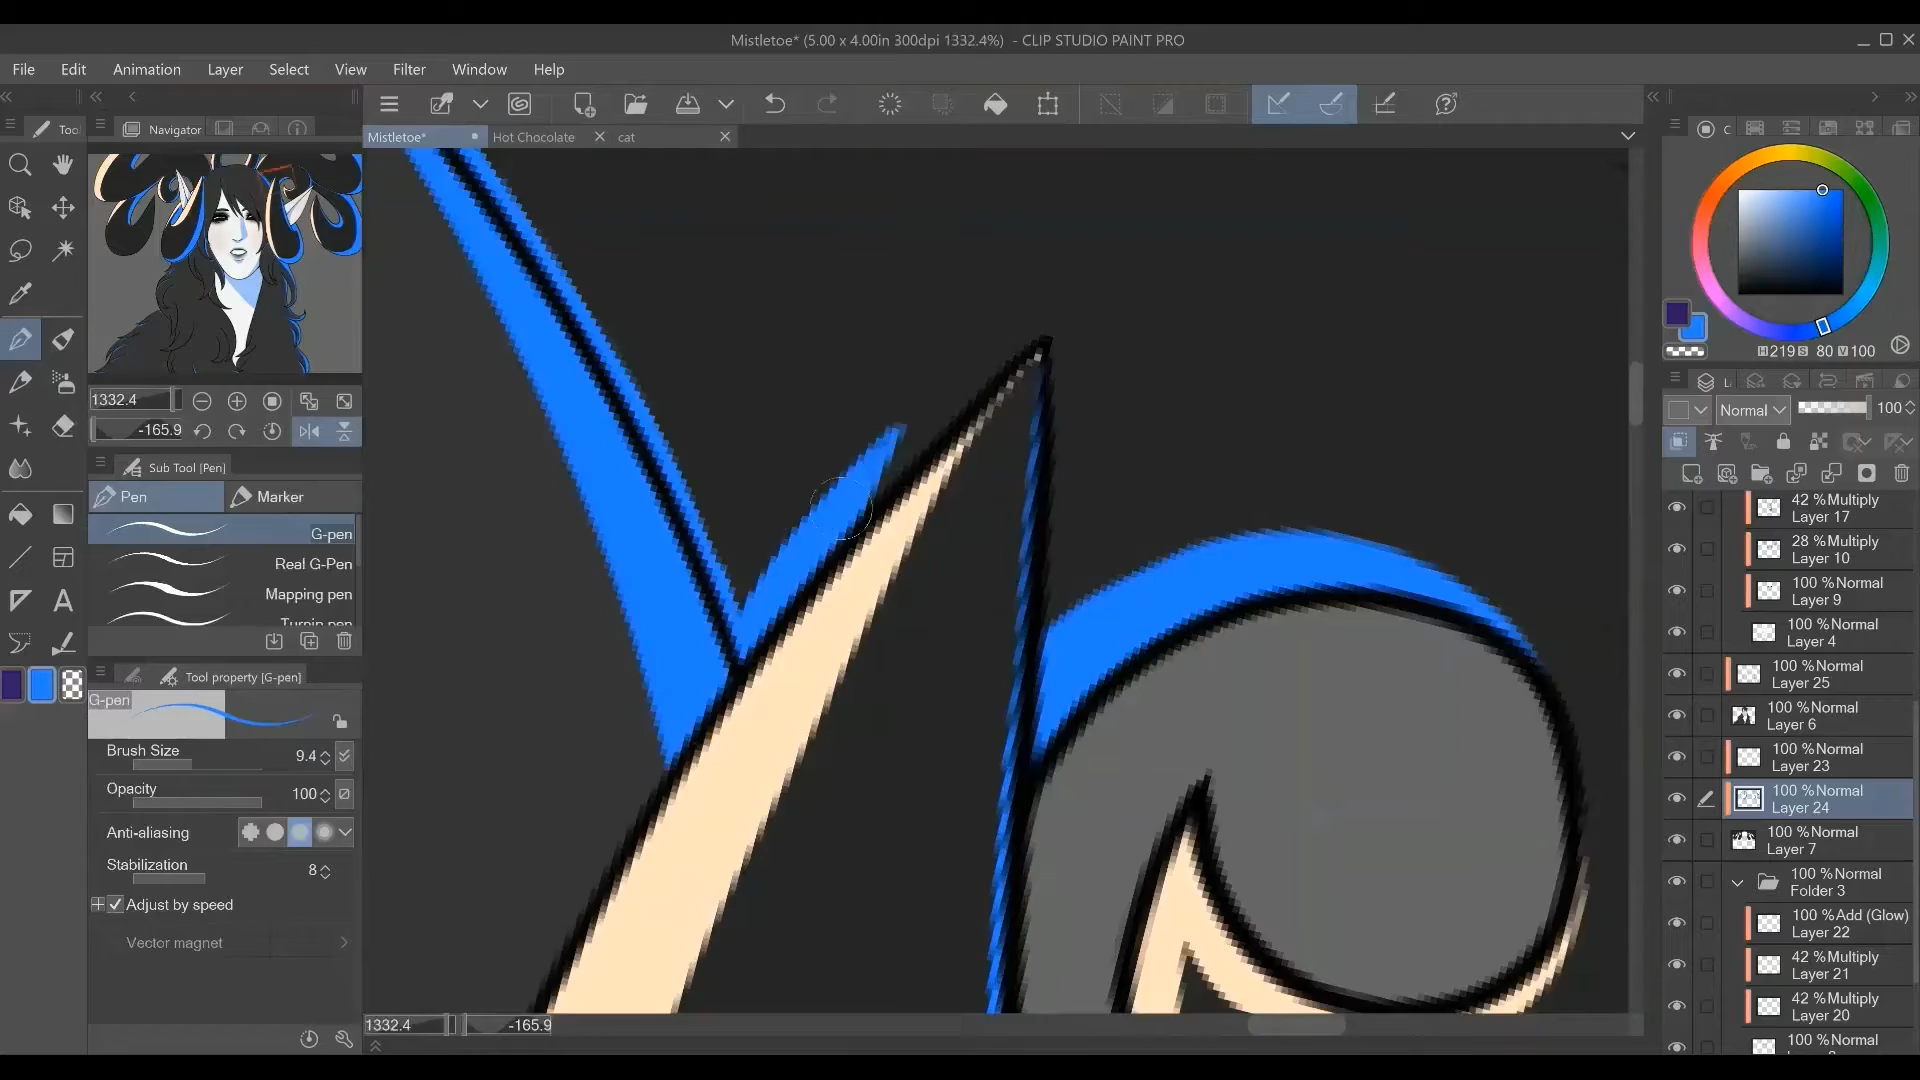 Mistletoe* (5.00 x 4.00in 300dpi 1332.4%) - CLIP STUDIO PAINT PRO
File Edit Animation Layer Select View Filter Window Help
Too Navigator
Mistletoe* Hot Chocolate cat
C
H 219 S 80 V 100
1332.4
-165.9
Normal 100
Sub Tool [Pen]
Pen Marker
G-pen
Real G-Pen
Mapping pen
Turnip pen
Tool property [G-pen]
G-pen
Brush Size 9.4
Opacity 100
Anti-aliasing
Stabilization 8
Adjust by speed
Vector magnet
1332.4 -165.9
42 %Multiply
Layer 17
28 %Multiply
Layer 10
100 %Normal
Layer 9
100 %Normal
Layer 4
100 %Normal
Layer 25
100 %Normal
Layer 6
100 %Normal
Layer 23
100 %Normal
Layer 24
100 %Normal
Layer 7
100 %Normal
Folder 3
100 %Add (Glow)
Layer 22
42 %Multiply
Layer 21
42 %Multiply
Layer 20
100 %Normal